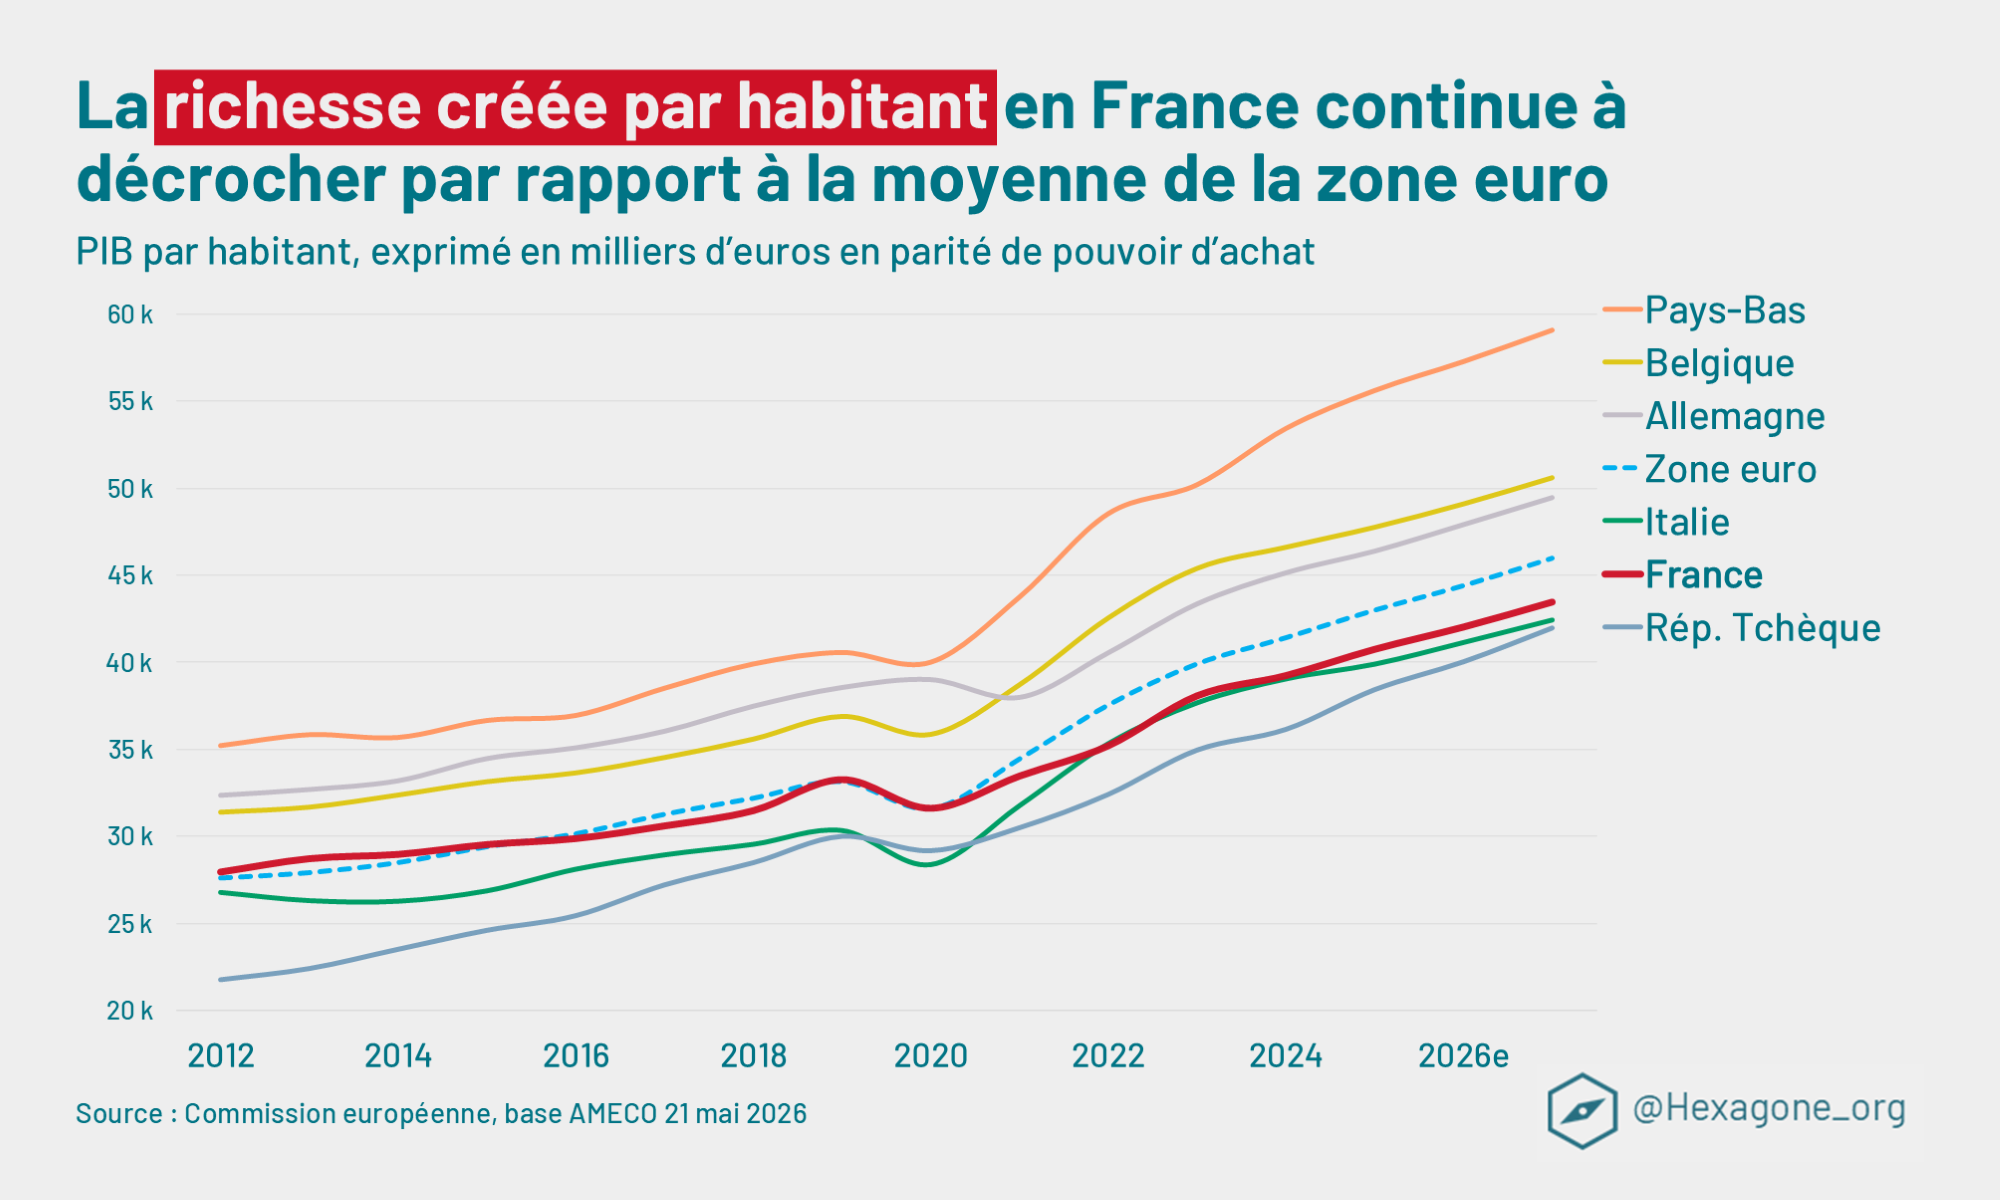 La richesse créée par habitant en France continue à
décrocher par rapport à la moyenne de la zone euro
PIB par habitant, exprimé en milliers d’euros en parité de pouvoir d’achat
60 k
55 k
50 k
45 k
40 k
35 k
30 k
25 k
20 k
2012 2014 2016 2018 2020 2022 2024 2026e
Pays-Bas
Belgique
Allemagne
Zone euro
Italie
France
Rép. Tchèque
Source : Commission européenne, base AMECO 21 mai 2026
@Hexagone_org